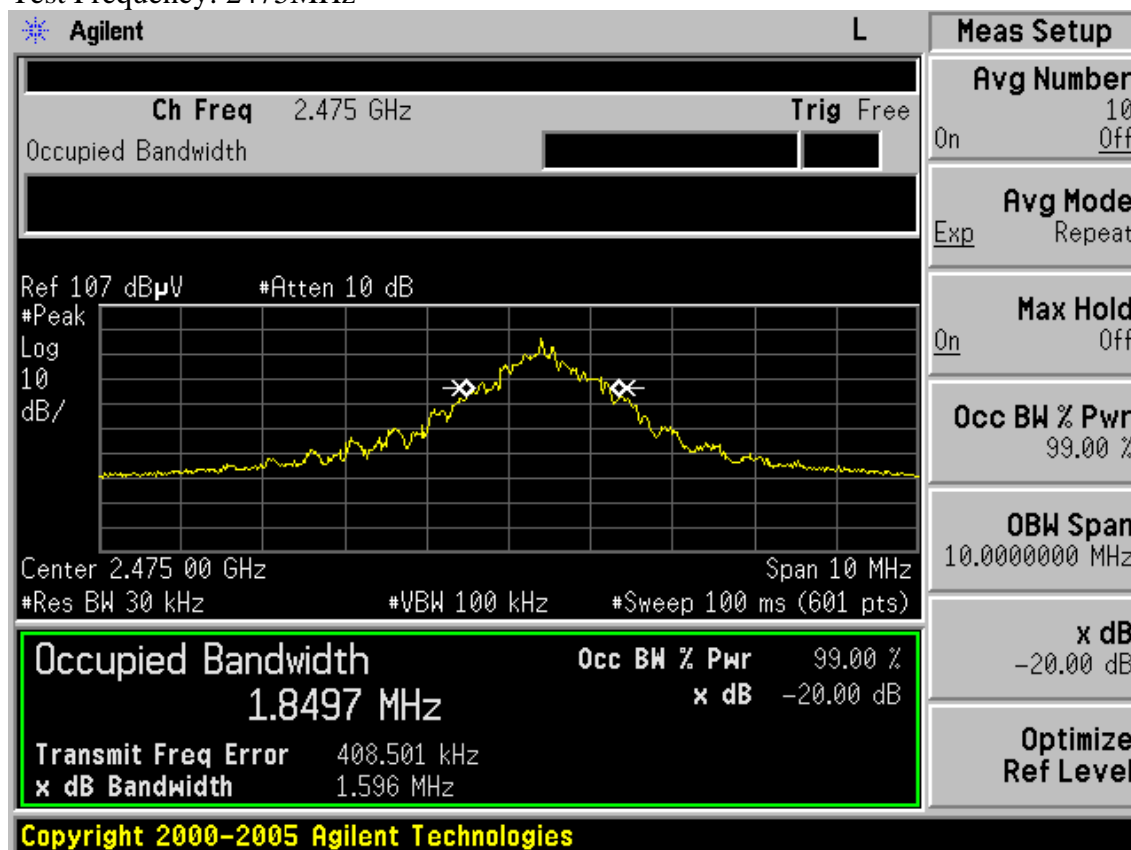 Test Frequency: 2475MHz
Agilent L
Ch Freq 2.475 GHz Trig Free
Occupied Bandwidth
Ref 107 dBµV #Atten 10 dB
#Peak
Log
10
dB/
Center 2.475 00 GHz Span 10 MHz
#Res BW 30 kHz #VBW 100 kHz #Sweep 100 ms (601 pts)
Occupied Bandwidth Occ BW % Pwr 99.00 %
1.8497 MHz x dB -20.00 dB
Transmit Freq Error 408.501 kHz
x dB Bandwidth 1.596 MHz
Copyright 2000-2005 Agilent Technologies
Meas Setup
Avg Number
10
On Off
Avg Mode
Exp Repeat
Max Hold
On Off
Occ BW % Pwr
99.00 %
OBW Span
10.0000000 MHz
x dB
-20.00 dB
Optimize
Ref Level